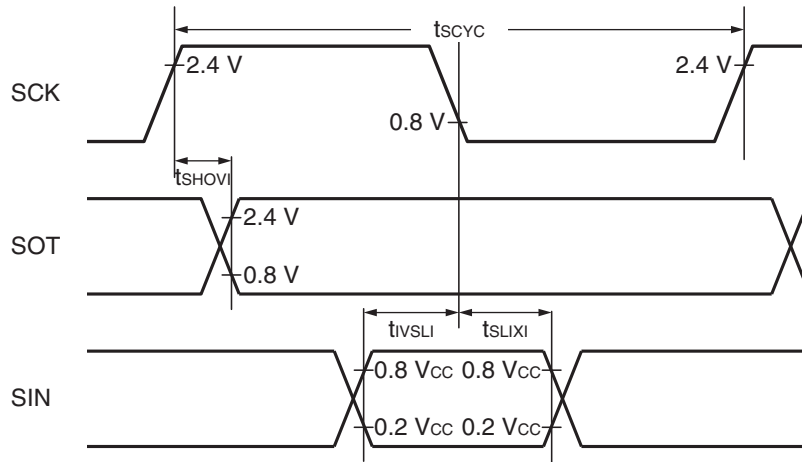 tSCYC
SCK
2.4 V
2.4 V
0.8 V
tSHOVI
SOT
2.4 V
0.8 V
tIVSLI tSLIXI
SIN
0.8 VCC 0.8 VCC
0.2 VCC 0.2 VCC